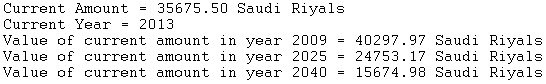 Current Amount = 35675.50 Saudi Riyals
Current Year = 2013
Value of current amount in year 2009 = 40297.97 Saudi Riyals
Value of current amount in year 2025 = 24753.17 Saudi Riyals
Value of current amount in year 2040 = 15674.98 Saudi Riyals